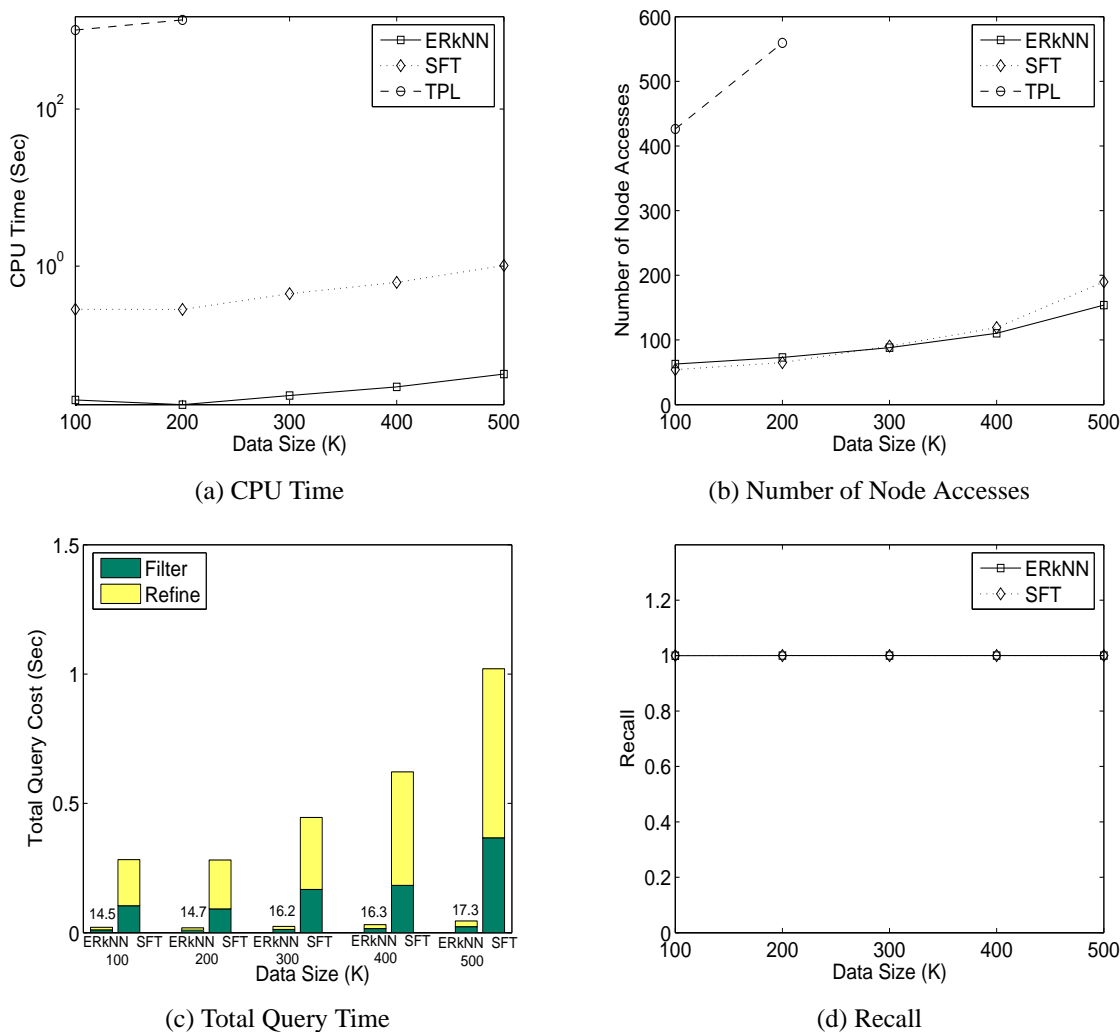 10^2
10^0
CPU Time (Sec)
ERkNN
SFT
TPL
100 200 300 400 500
Data Size (K)
(a) CPU Time
600
500
400
300
200
100
0
Number of Node Accesses
ERkNN
SFT
TPL
100 200 300 400 500
Data Size (K)
(b) Number of Node Accesses
1.5
1
0.5
0
Total Query Cost (Sec)
Filter
Refine
14.5 14.7 16.2 16.3 17.3
ERkNN SFT ERkNN SFT ERkNN SFT ERkNN SFT ERkNN SFT
100 200 300 400 500
Data Size (K)
(c) Total Query Time
1.2
1
0.8
0.6
0.4
0.2
0
Recall
ERkNN
SFT
100 200 300 400 500
Data Size (K)
(d) Recall